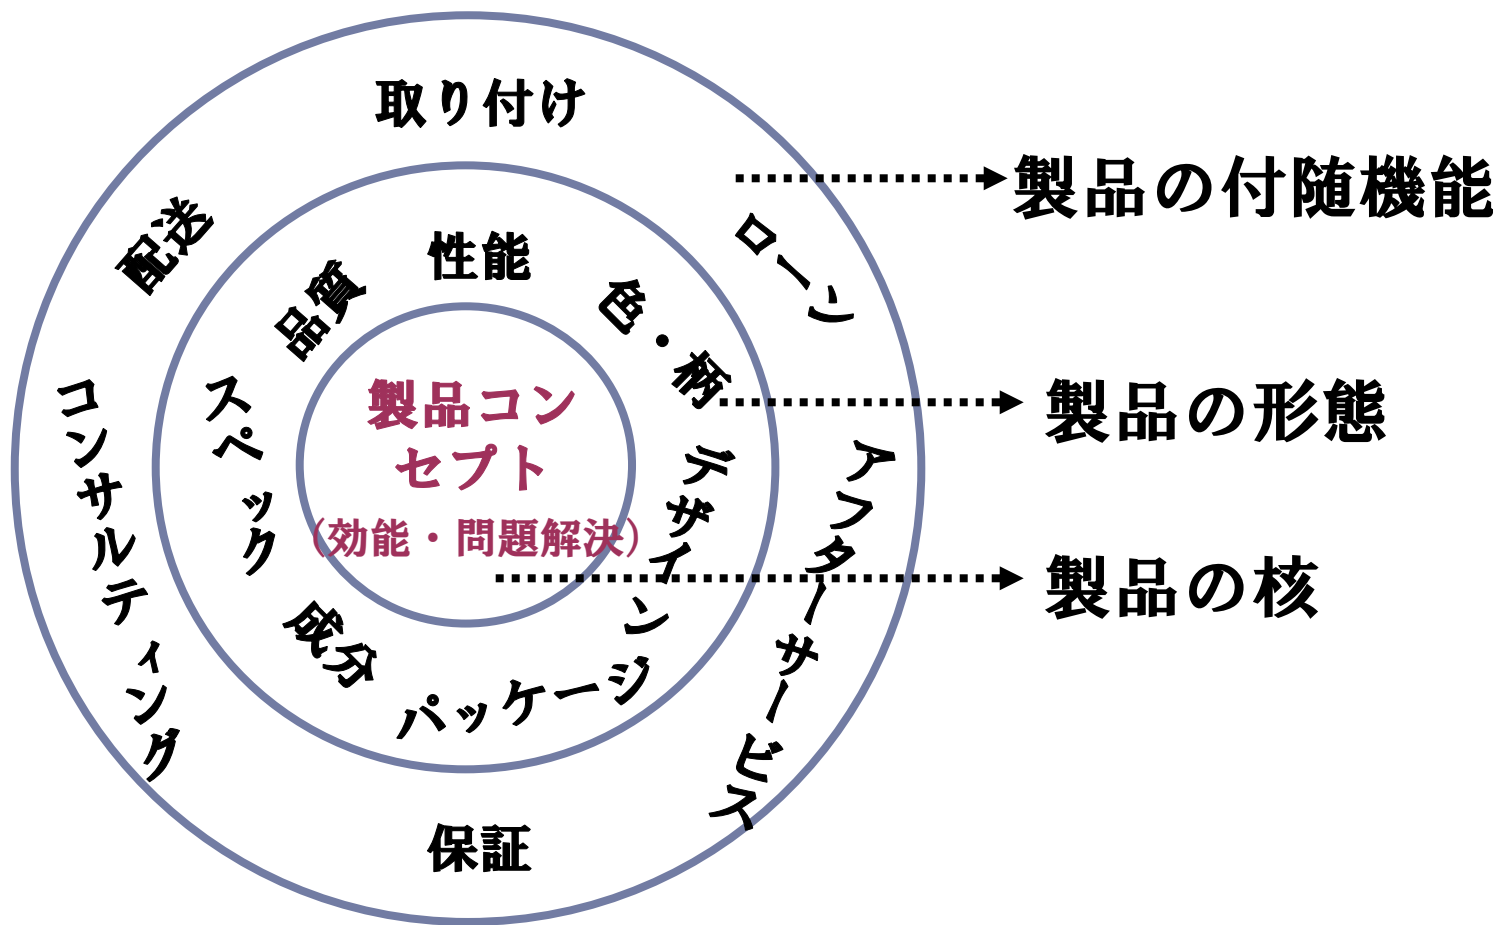 取り付け
配送
ローン
コンサルティング
アフターサービス
保証
性能
品質
色・柄
スペック
デザイン
成分
パッケージ
製品コン
セプト
（効能・問題解決）
製品の付随機能
製品の形態
製品の核